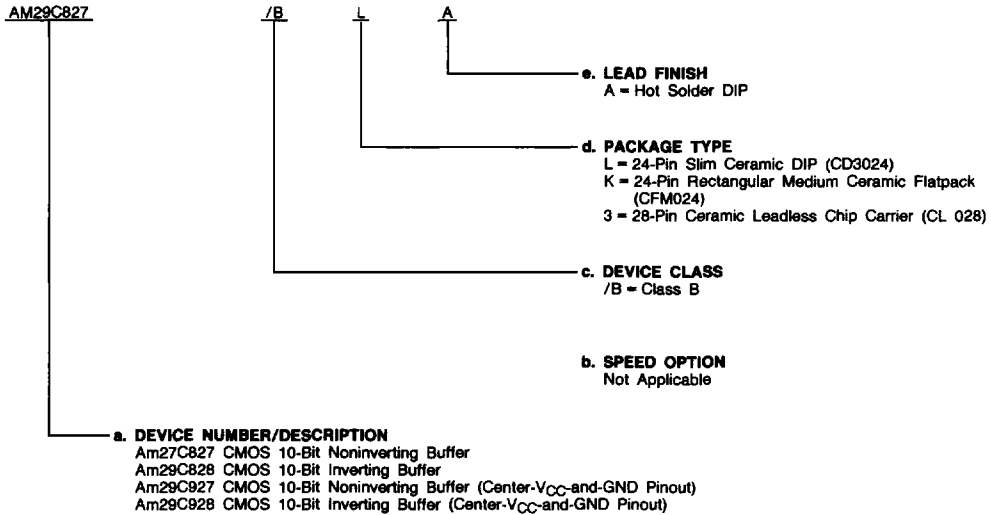 AM29C827 /B L A
e. LEAD FINISH
A = Hot Solder DIP
d. PACKAGE TYPE
L = 24-Pin Slim Ceramic DIP (CD3024)
K = 24-Pin Rectangular Medium Ceramic Flatpack
(CFM024)
3 = 28-Pin Ceramic Leadless Chip Carrier (CL 028)
c. DEVICE CLASS
/B = Class B
b. SPEED OPTION
Not Applicable
a. DEVICE NUMBER/DESCRIPTION
Am27C827 CMOS 10-Bit Noninverting Buffer
Am29C828 CMOS 10-Bit Inverting Buffer
Am29C927 CMOS 10-Bit Noninverting Buffer (Center-VCC-and-GND Pinout)
Am29C928 CMOS 10-Bit Inverting Buffer (Center-VCC-and-GND Pinout)